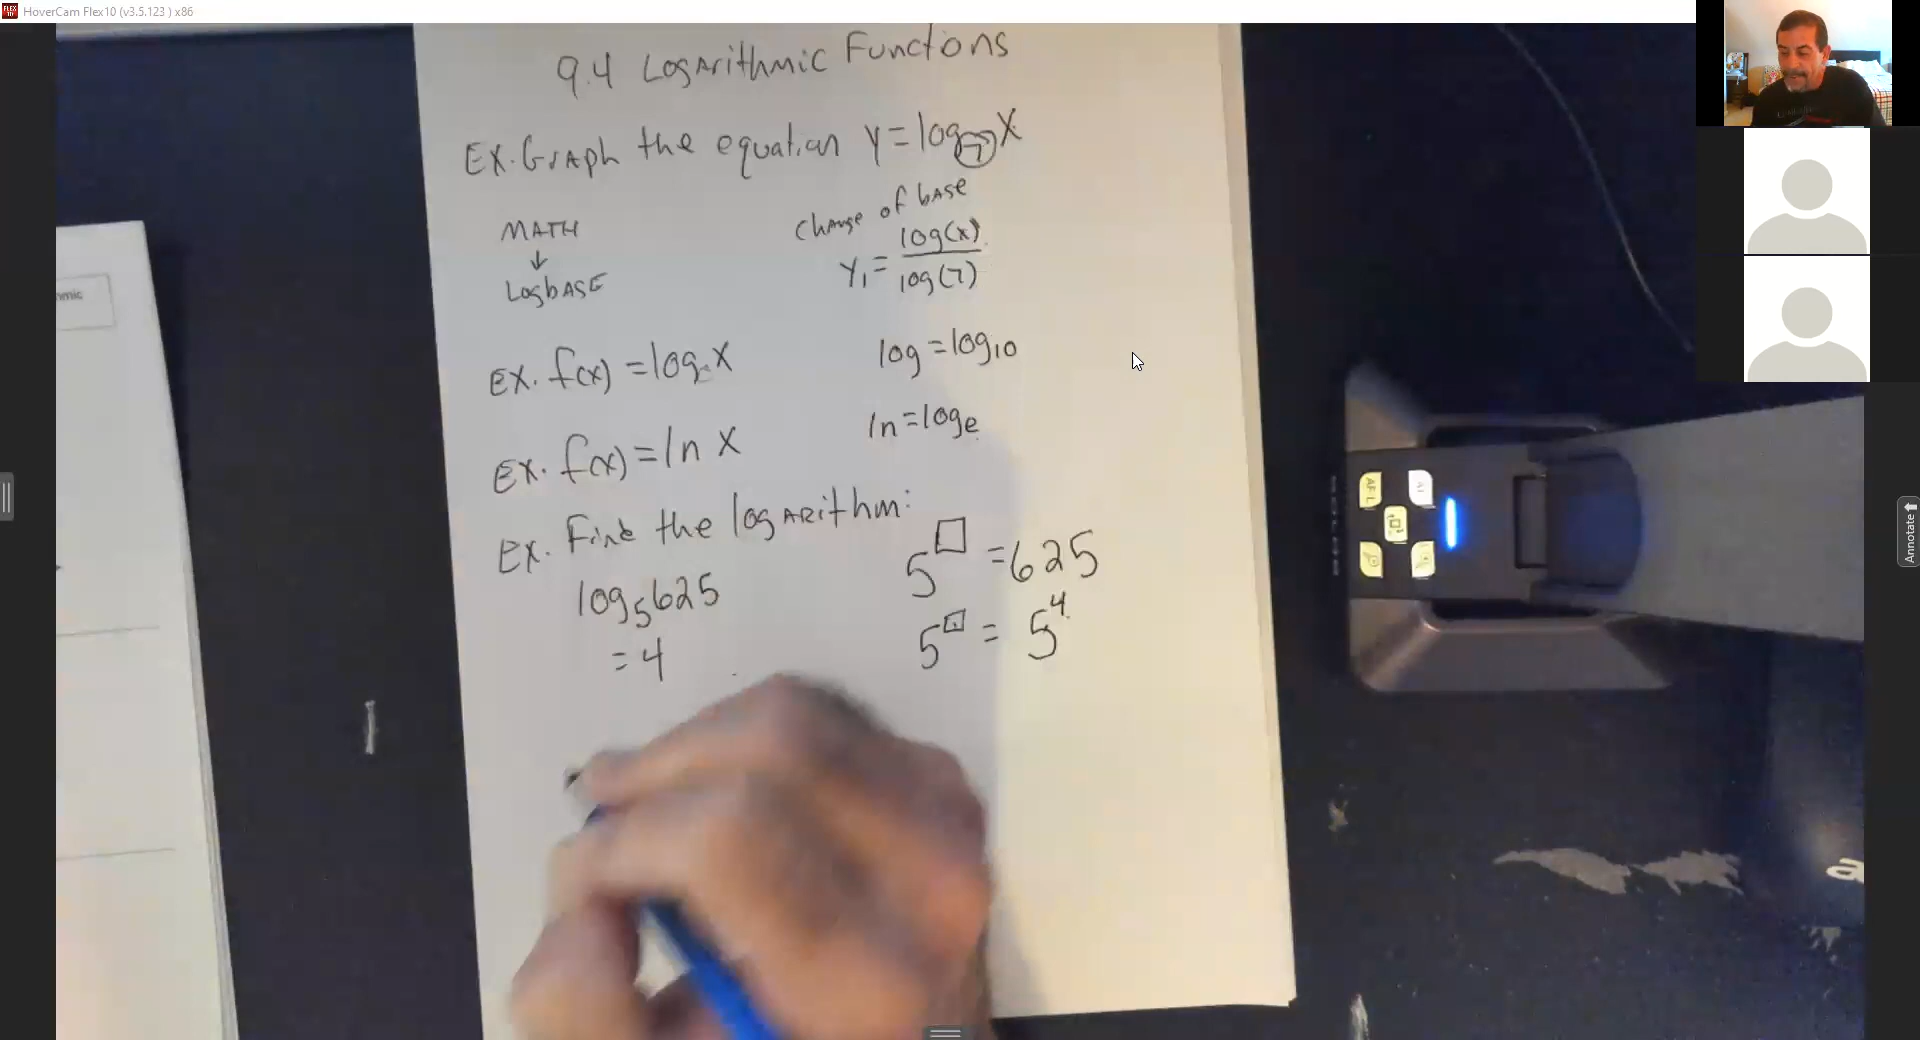 HoverCam Flex10 (v3.5.123 ) x86
9.4 Logarithmic Functions
Ex. Graph the equation y = log₇ x
MATH
↓
LogBASE
Change of base
y₁ = log(x) / log(7)
Ex. f(x) = log x
log = log₁₀
Ex. f(x) = ln x
ln = logₑ
Ex. Find the logarithm:
log₅ 625
= 4
5^□ = 625
5^□ = 5⁴
AF-L
Annotate